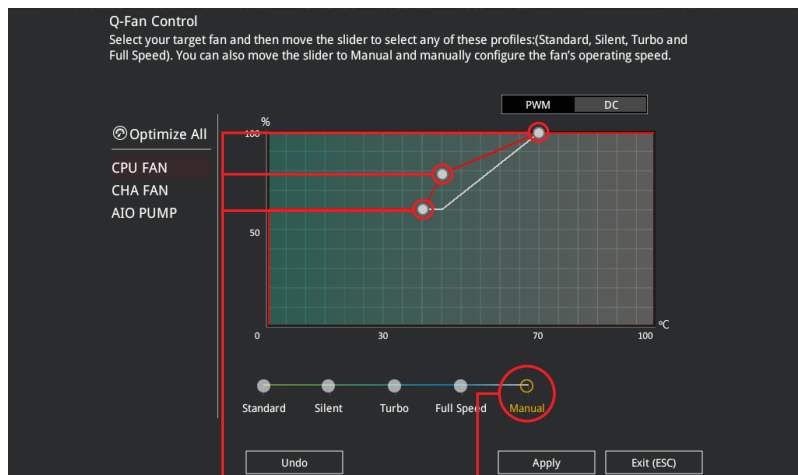 Q-Fan Control
Select your target fan and then move the slider to select any of these profiles:(Standard, Silent, Turbo and
Full Speed). You can also move the slider to Manual and manually configure the fan's operating speed.
PWM DC
%
Optimize All
100
CPU FAN
CHA FAN
AIO PUMP
50
°C
0 30 70 100
Standard Silent Turbo Full Speed Manual
Undo Apply Exit (ESC)